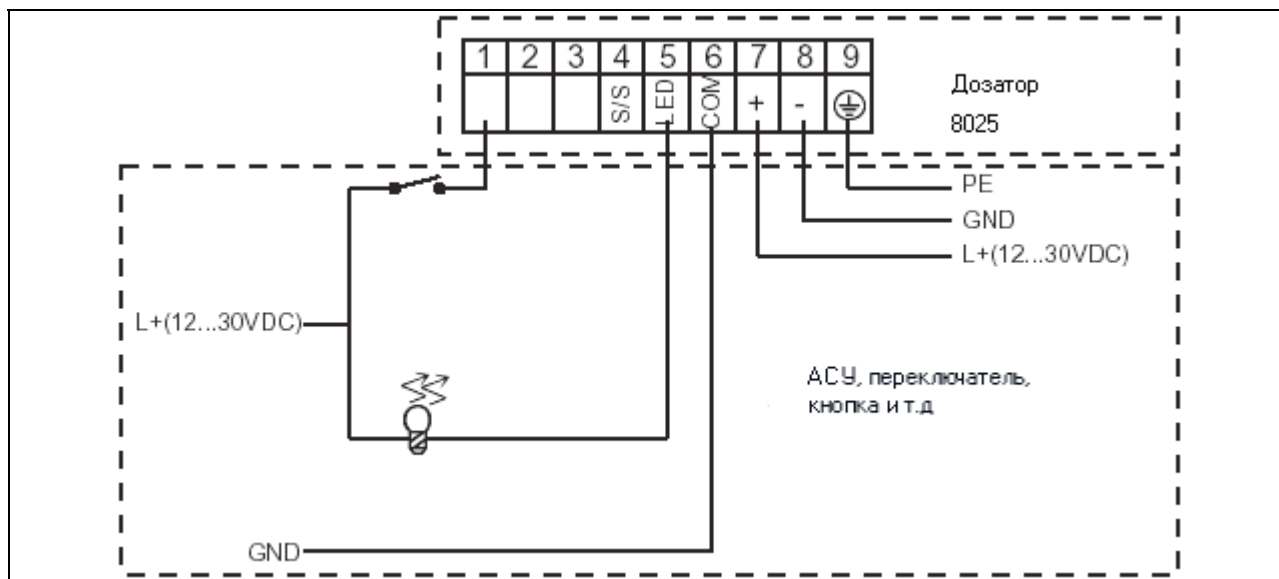 1 2 3 4 5 6 7 8 9
S/S LED COM + -
Дозатор
8025
PE
GND
L+(12...30VDC)
L+(12...30VDC)
АСУ, переключатель,
кнопка и т.д
GND